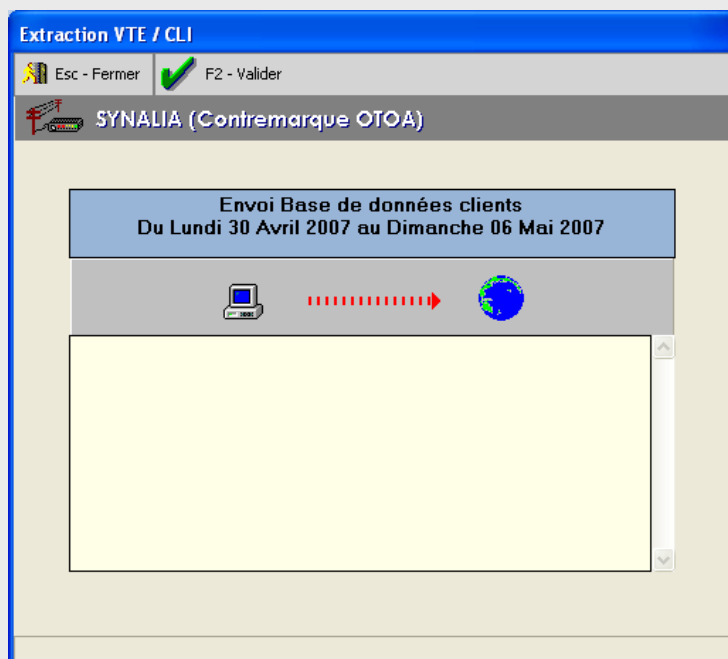 Extraction VTE / CLI
Esc - Fermer
F2 - Valider
SYNALIA (Contremarque OTOA)
Envoi Base de données clients
Du Lundi 30 Avril 2007 au Dimanche 06 Mai 2007